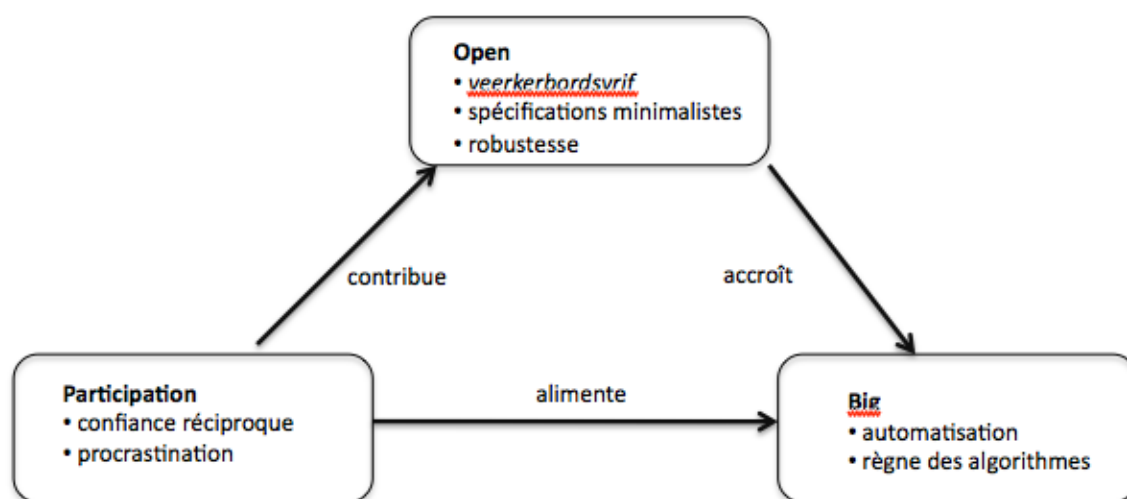 Open
• veerkerbordsvrif
• spécifications minimalistes
• robustesse
contribue
accroît
Participation
• confiance réciproque
• procrastination
alimente
Big
• automatisation
• règne des algorithmes